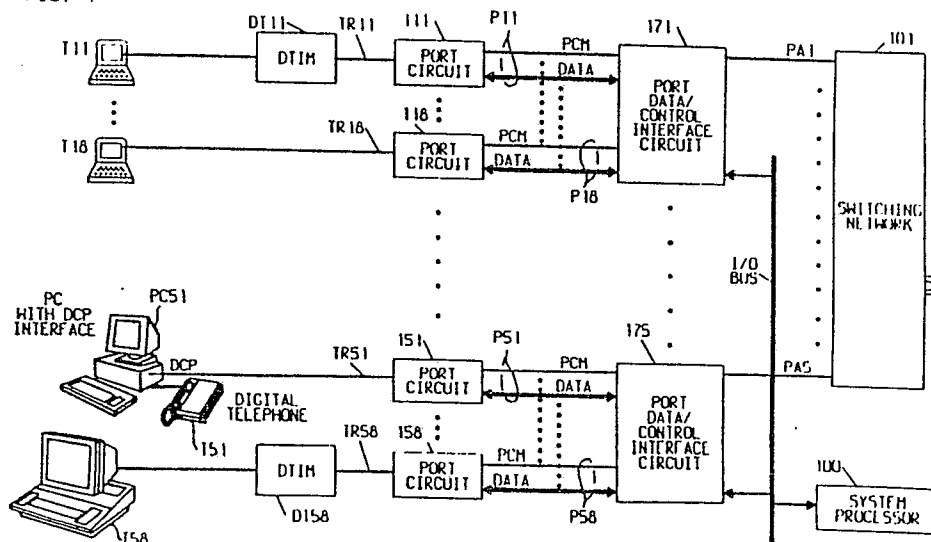 DT11
TR11
111
P11
171
101
T11
DTIM
PORT
CIRCUIT
PCM
DATA
PORT
DATA/
CONTROL
INTERFACE
CIRCUIT
PA1
T18
TR18
118
PORT
CIRCUIT
PCM
DATA
P18
SWITCHING
NETWORK
I/O
BUS
PC
WITH DCP
INTERFACE
PC51
DCP
DIGITAL
TELEPHONE
T51
TR51
151
PORT
CIRCUIT
P51
PCM
DATA
175
PORT
DATA/
CONTROL
INTERFACE
CIRCUIT
PA5
TR58
158
DTIM
D158
PORT
CIRCUIT
PCM
DATA
P58
T58
100
SYSTEM
PROCESSOR